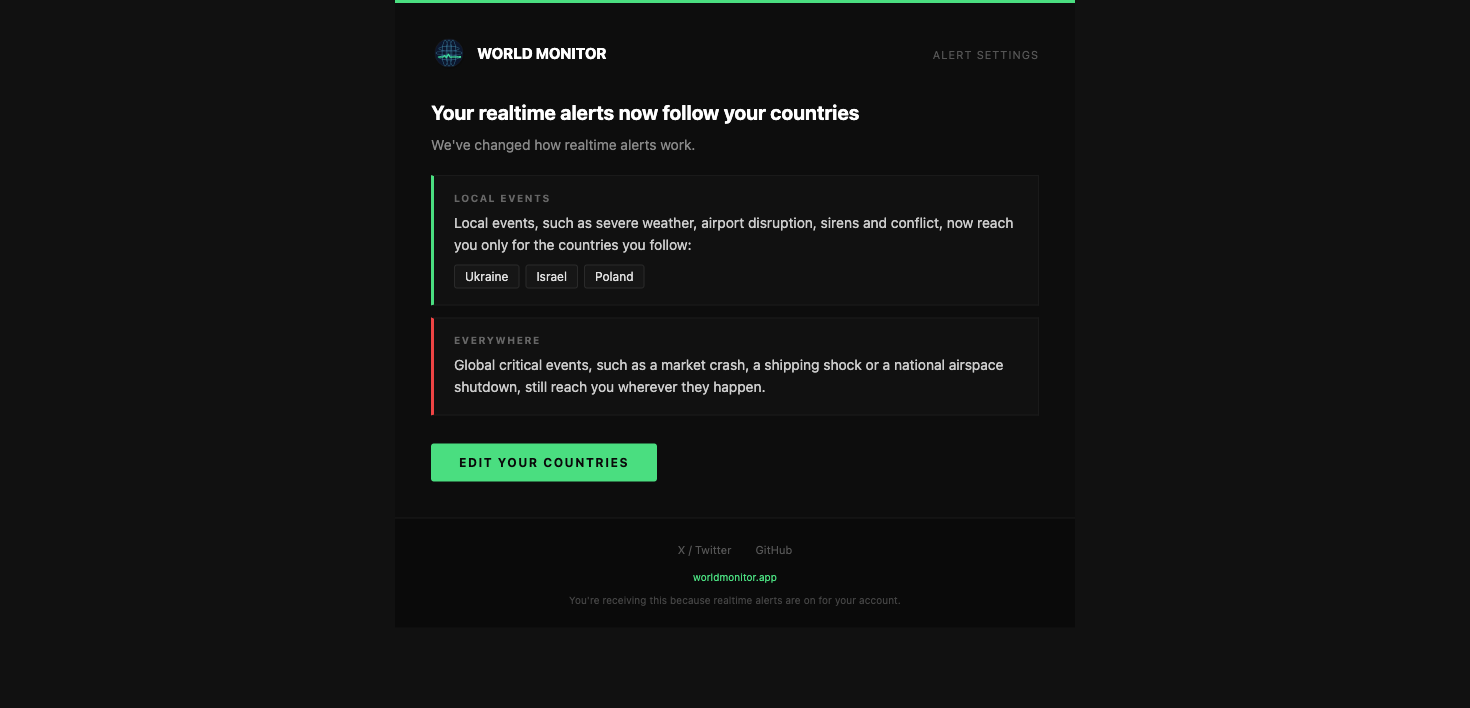 WORLD MONITOR
ALERT SETTINGS
Your realtime alerts now follow your countries
We've changed how realtime alerts work.
LOCAL EVENTS
Local events, such as severe weather, airport disruption, sirens and conflict, now reach
you only for the countries you follow:
Ukraine
Israel
Poland
EVERYWHERE
Global critical events, such as a market crash, a shipping shock or a national airspace
shutdown, still reach you wherever they happen.
EDIT YOUR COUNTRIES
X / Twitter
GitHub
worldmonitor.app
You're receiving this because realtime alerts are on for your account.